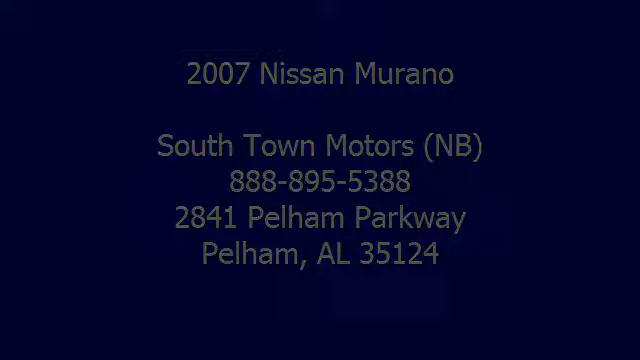 2007 Nissan Murano
South Town Motors (NB)
888-895-5388
2841 Pelham Parkway
Pelham, AL 35124